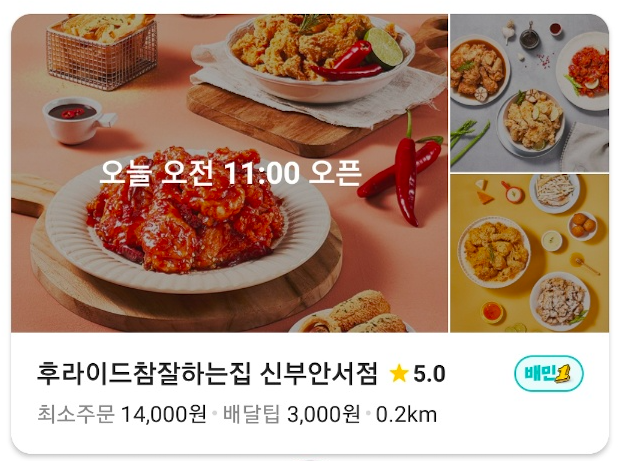 오늘 오전 11:00 오픈
후라이드참잘하는집 신부안서점 ★5.0
배민1
최소주문 14,000원 • 배달팁 3,000원 • 0.2km